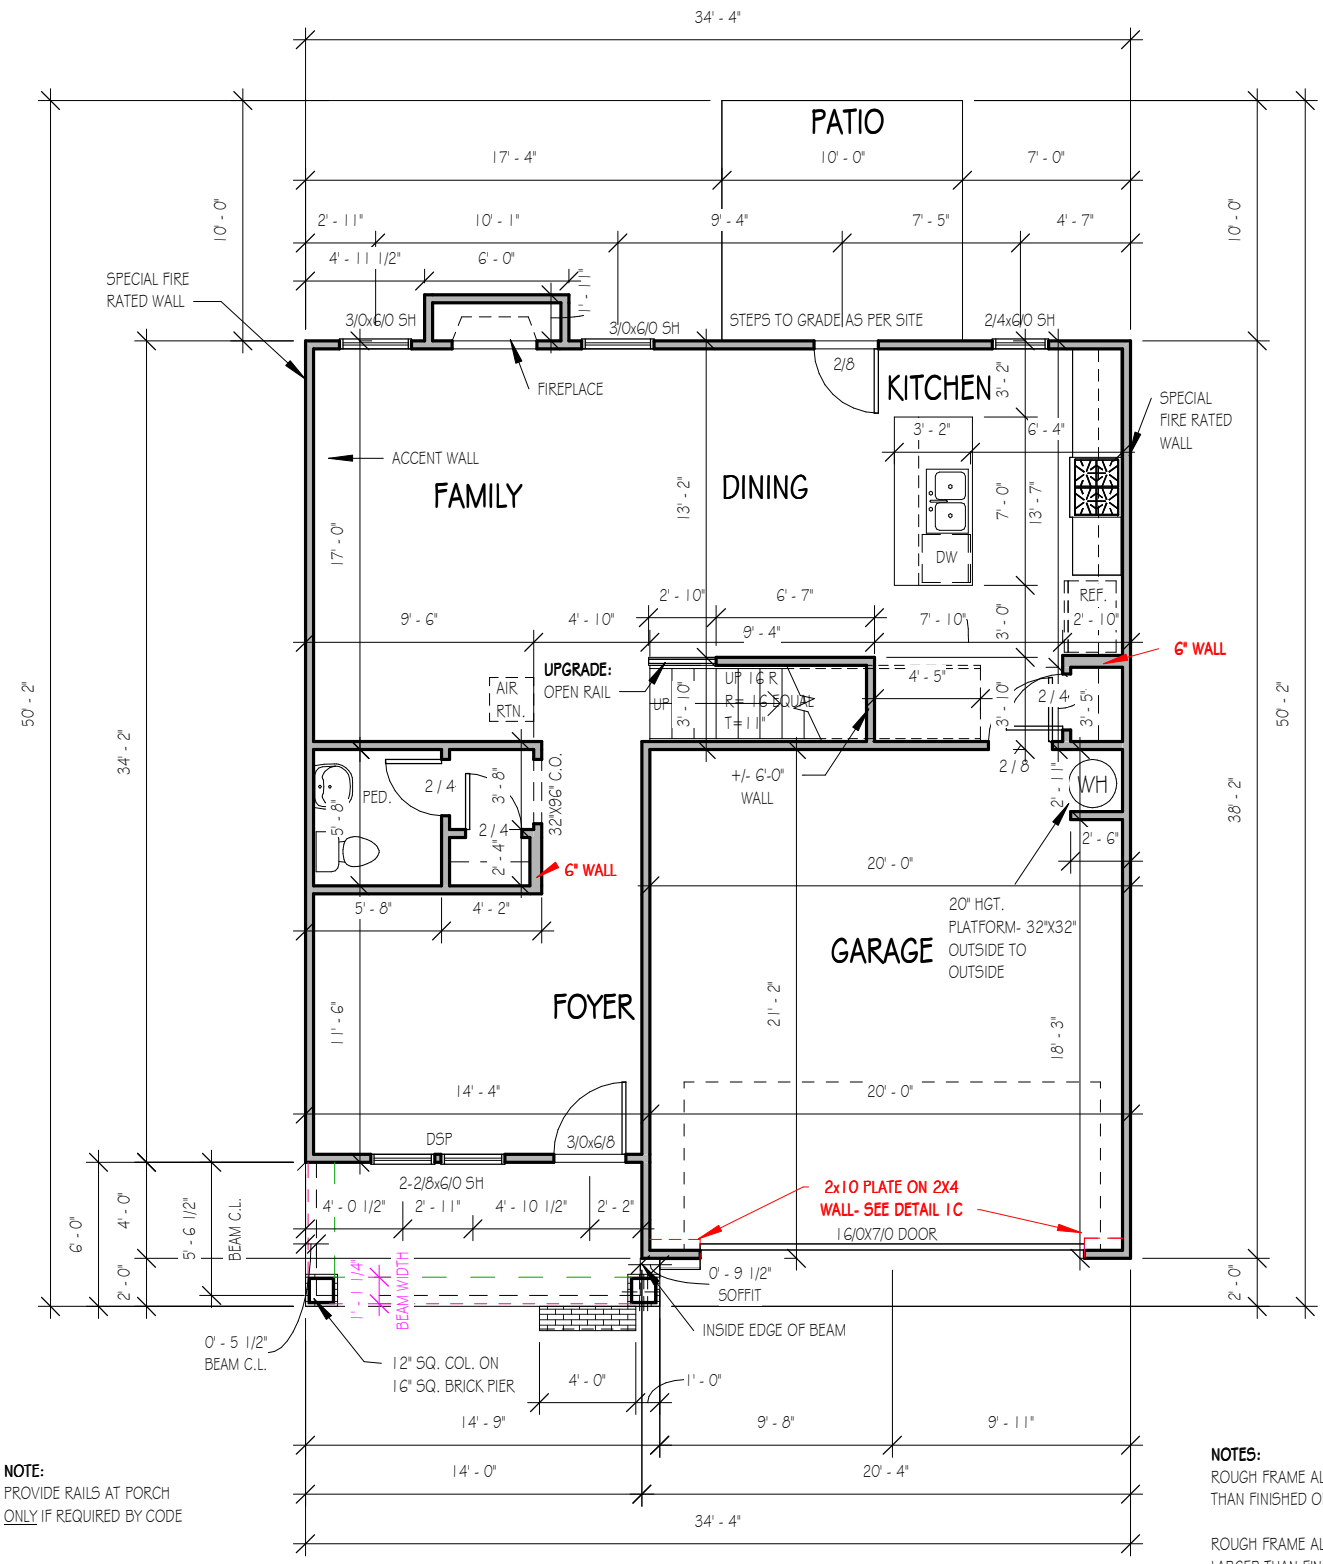 34' - 4"
PATIO
17' - 4"
10' - 0"
7' - 0"
10' - 0"
10' - 0"
2' - 11"
10' - 1"
9' - 4"
7' - 5"
4' - 7"
4' - 11 1/2"
6' - 0"
1' - 11"
SPECIAL FIRE
RATED WALL
3/0x6/0 SH
3/0x6/0 SH
STEPS TO GRADE AS PER SITE
2/4x6/0 SH
2/8
FIREPLACE
KITCHEN
3' - 2"
SPECIAL
FIRE RATED
WALL
3' - 2"
6' - 4"
ACCENT WALL
FAMILY
DINING
13' - 2"
7' - 0"
13' - 7"
17' - 0"
DW
REF.
2' - 10"
6' - 7"
9' - 6"
4' - 10"
9' - 4"
7' - 10"
3' - 0"
2' - 10"
6" WALL
UPGRADE:
OPEN RAIL
AIR
RTN.
UP
3' - 10"
UP 16 R
R= 16 EQUAL
T=11"
4' - 5"
3' - 10"
2 / 4
3' - 5"
50' - 2"
34' - 2"
50' - 2"
38' - 2"
+/- 6'-0"
WALL
2 / 8
2' - 11"
WH
PED.
5' - 8"
2 / 4
3' - 8"
32"X96" C.O.
2 / 4
2' - 4"
6" WALL
2' - 6"
20' - 0"
5' - 8"
4' - 2"
20" HGT.
PLATFORM- 32"X32"
OUTSIDE TO
OUTSIDE
GARAGE
FOYER
11' - 6"
21' - 2"
18' - 3"
14' - 4"
20' - 0"
DSP
3/0x6/8
2-2/8x6/0 SH
2x10 PLATE ON 2X4
WALL- SEE DETAIL 1C
16/0X7/0 DOOR
4' - 0 1/2"
2' - 11"
4' - 10 1/2"
2' - 2"
6' - 0"
4' - 0"
2' - 0"
5' - 6 1/2"
BEAM C.L.
1' - 1 1/4"
BEAM WIDTH
0' - 9 1/2"
SOFFIT
2' - 0"
INSIDE EDGE OF BEAM
0' - 5 1/2"
BEAM C.L.
12" SQ. COL. ON
16" SQ. BRICK PIER
4' - 0"
1' - 0"
14' - 9"
9' - 8"
9' - 11"
14' - 0"
20' - 4"
34' - 4"
NOTE:
PROVIDE RAILS AT PORCH
ONLY IF REQUIRED BY CODE
NOTES:
ROUGH FRAME
THAN FINISHED
ROUGH FRAME
LARGER THAN